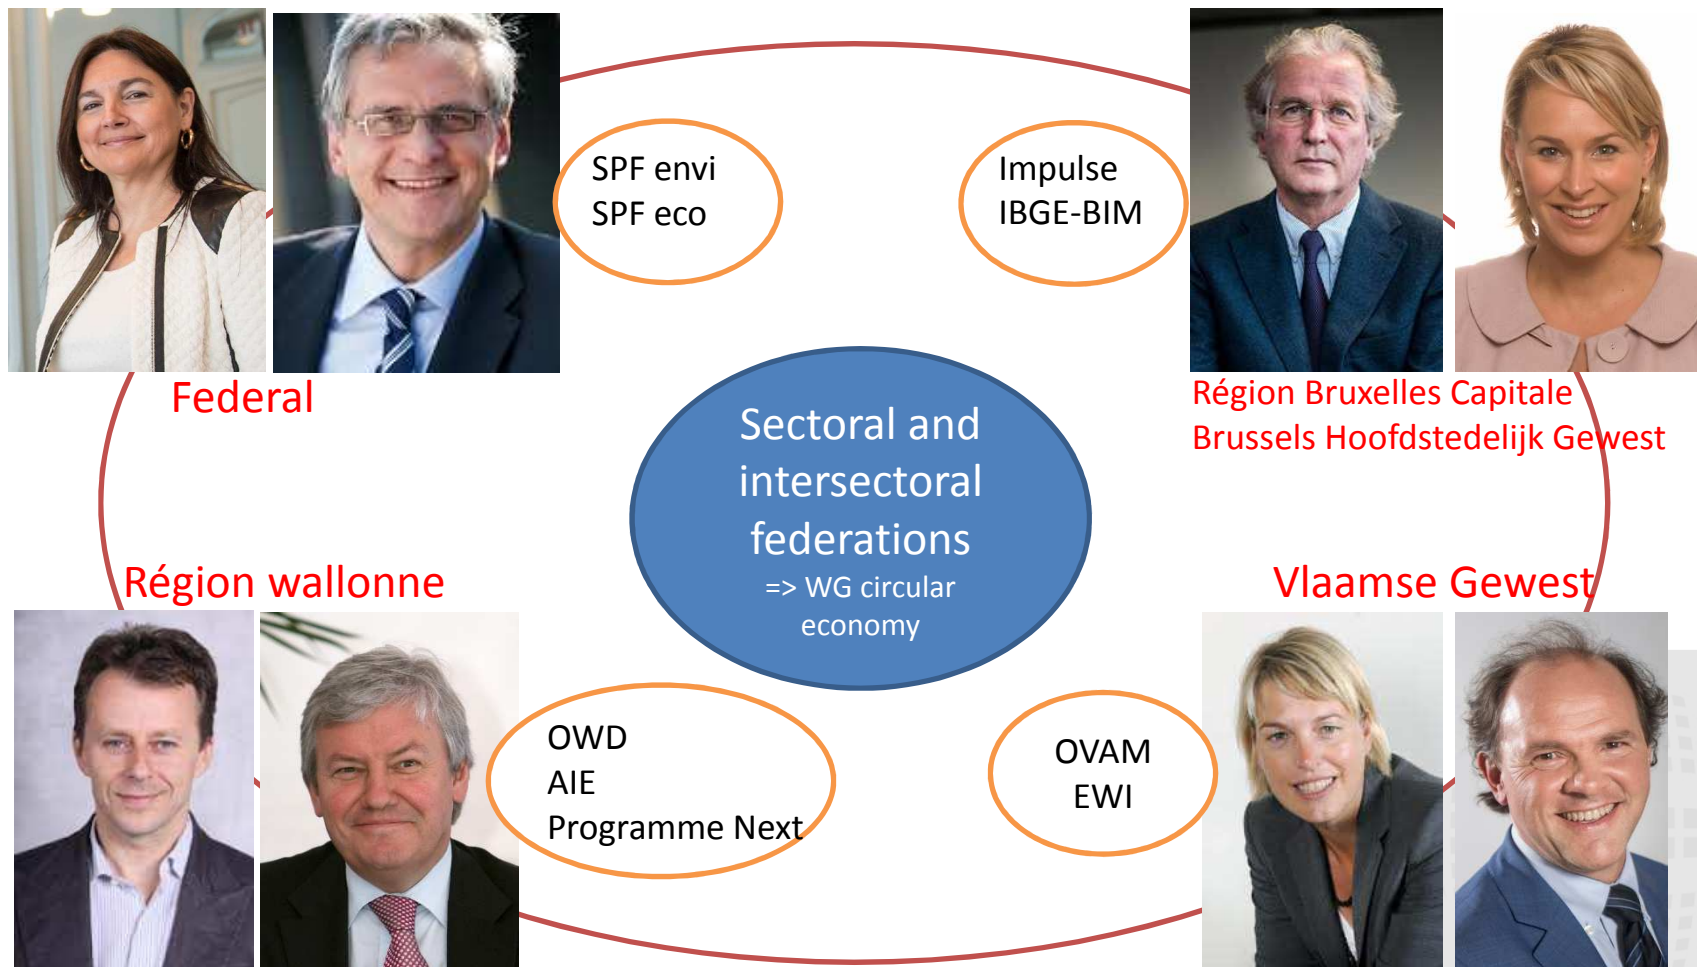 SPF envi
SPF eco
Impulse
IBGE-BIM
Federal
Région Bruxelles Capitale
Brussels Hoofdstedelijk Gewest
Sectoral and
intersectoral
federations
=> WG circular
economy
Région wallonne
Vlaamse Gewest
OWD
AIE
Programme Next
OVAM
EWI